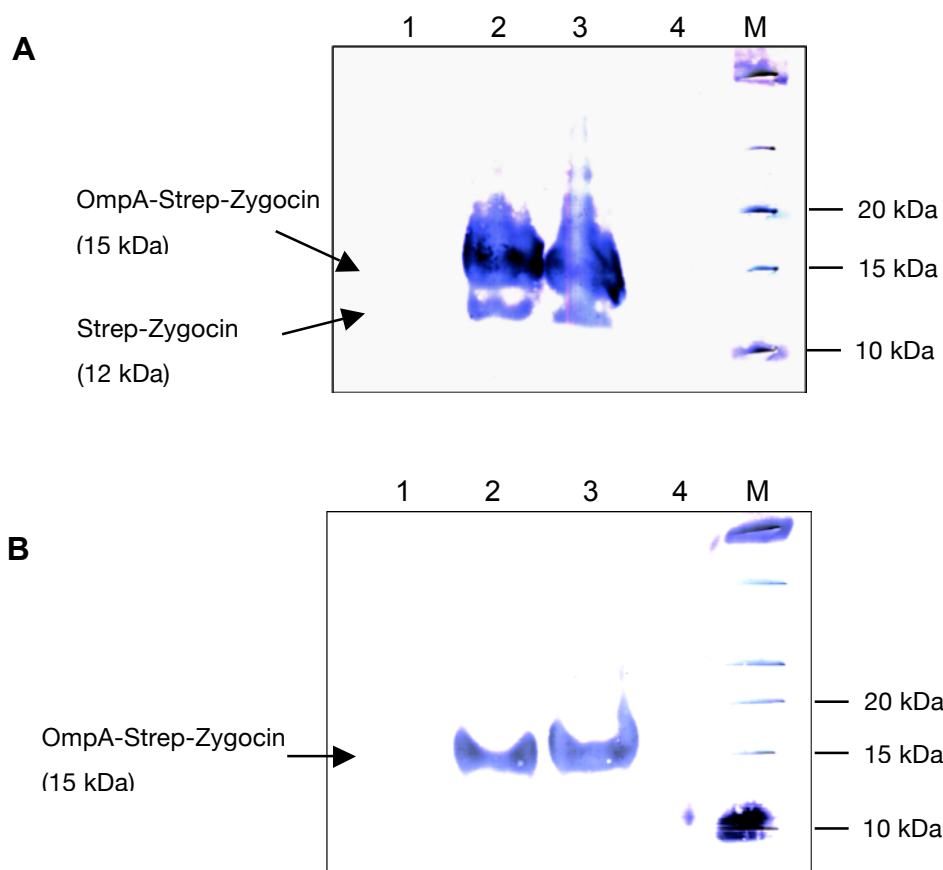 A
1 2 3 4 M
OmpA-Strep-Zygocin
(15 kDa)
Strep-Zygocin
(12 kDa)
20 kDa
15 kDa
10 kDa
B
1 2 3 4 M
OmpA-Strep-Zygocin
(15 kDa)
20 kDa
15 kDa
10 kDa